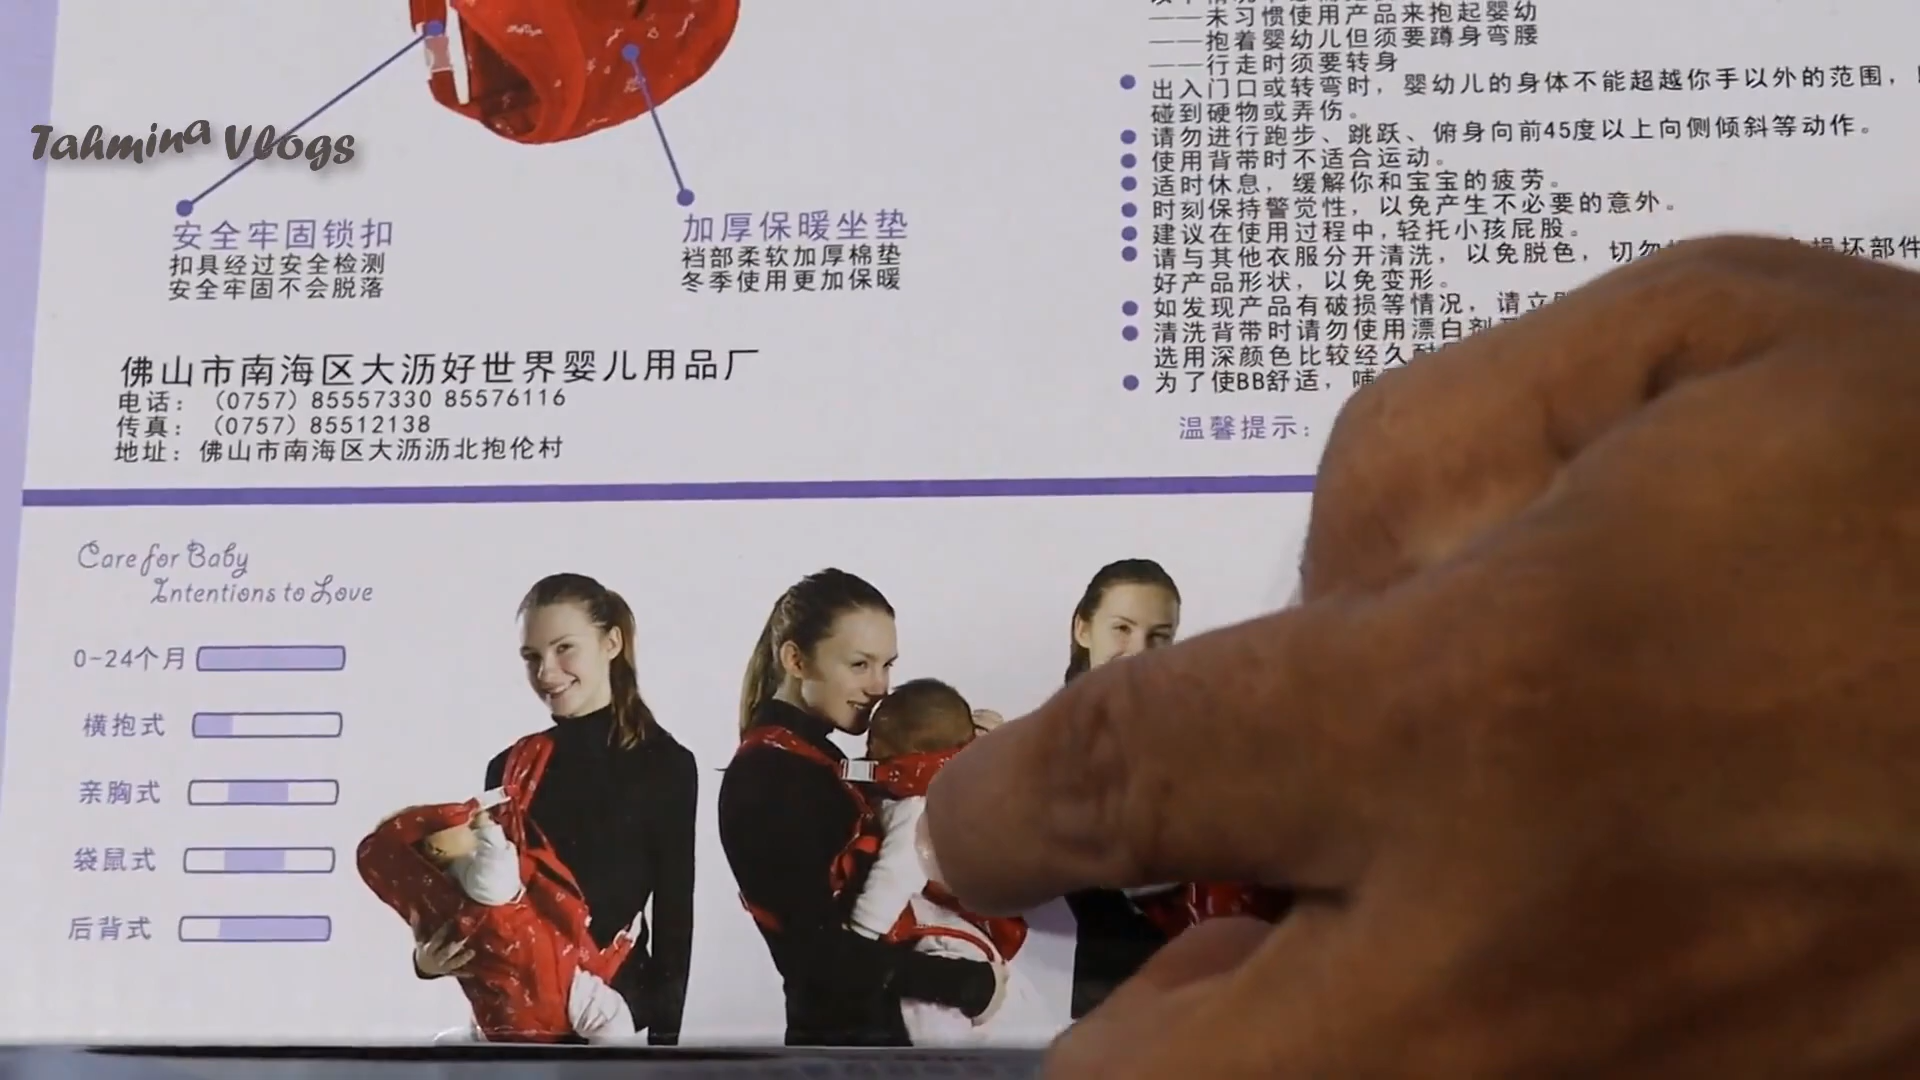 Tahmina Vlogs
安全牢固锁扣
扣具经过安全检测
安全牢固不会脱落
加厚保暖坐垫
裆部柔软加厚棉垫
冬季使用更加保暖
佛山市南海区大沥好世界婴儿用品厂
电话：（0757）85557330 85576116
传真：（0757）85512138
地址：佛山市南海区大沥沥北抱伦村
——未习惯使用产品来抱起婴幼
——抱着婴幼儿但须要蹲身弯腰
——行走时须要转身
出入门口或转弯时，婴幼儿的身体不能超越你手以外的范围，
碰到硬物或弄伤。
请勿进行跑步、跳跃、俯身向前45度以上向侧倾斜等动作。
使用背带时不适合运动。
适时休息，缓解你和宝宝的疲劳。
时刻保持警觉性，以免产生不必要的意外。
建议在使用过程中,轻托小孩屁股。
请与其他衣服分开清洗，以免脱色，切勿 损坏部件
好产品形状，以免变形。
如发现产品有破损等情况，请立
清洗背带时请勿使用漂白剂
选用深颜色比较经久
为了使BB舒适，哺
温馨提示：
Care for Baby
Intentions to Love
0-24个月
横抱式
亲胸式
袋鼠式
后背式